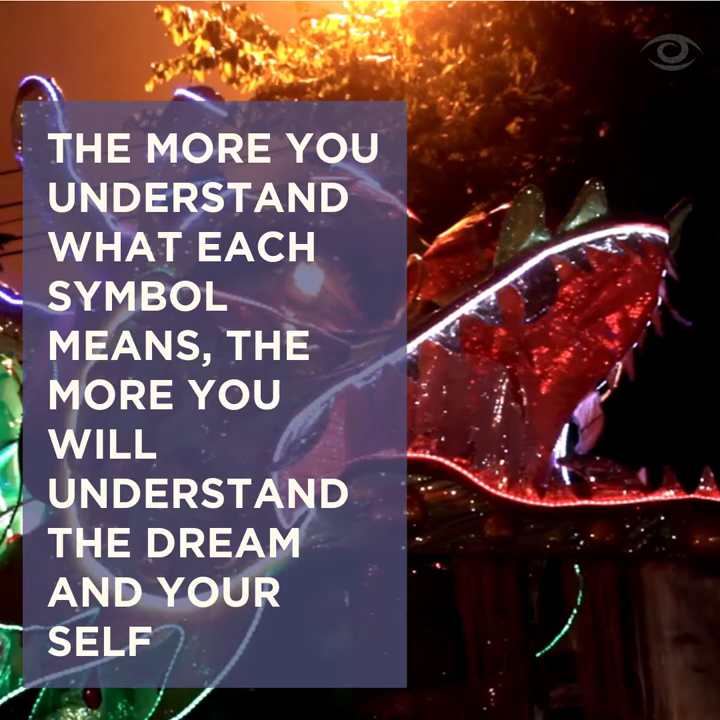 THE MORE YOU
UNDERSTAND
WHAT EACH
SYMBOL
MEANS, THE
MORE YOU
WILL
UNDERSTAND
THE DREAM
AND YOUR
SELF